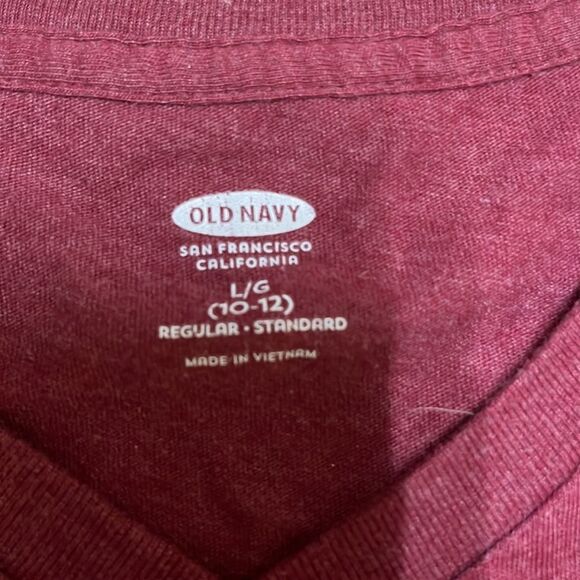 OLD NAVY
SAN FRANCISCO
CALIFORNIA
L/G
(10-12)
REGULAR • STANDARD
MADE IN VIETNAM